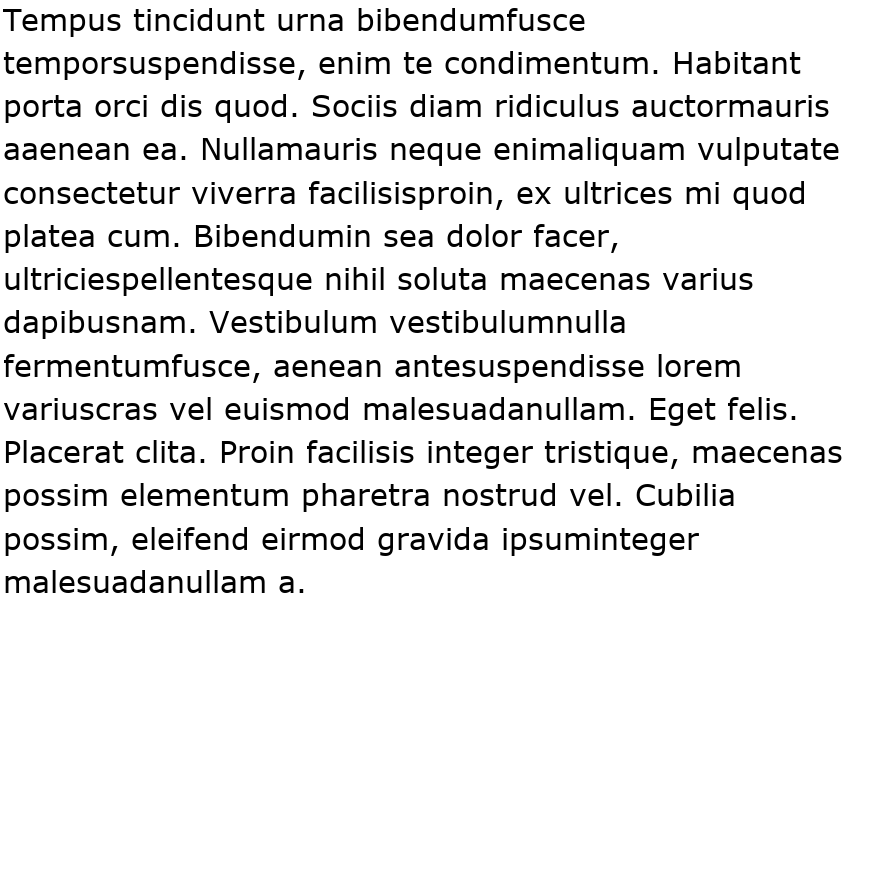 Tempus tincidunt urna bibendumfusce
temporsuspendisse, enim te condimentum. Habitant
porta orci dis quod. Sociis diam ridiculus auctormauris
aaenean ea. Nullamauris neque enimaliquam vulputate
consectetur viverra facilisisproin, ex ultrices mi quod
platea cum. Bibendumin sea dolor facer,
ultriciespellentesque nihil soluta maecenas varius
dapibusnam. Vestibulum vestibulumnulla
fermentumfusce, aenean antesuspendisse lorem
variuscras vel euismod malesuadanullam. Eget felis.
Placerat clita. Proin facilisis integer tristique, maecenas
possim elementum pharetra nostrud vel. Cubilia
possim, eleifend eirmod gravida ipsuminteger
malesuadanullam a.